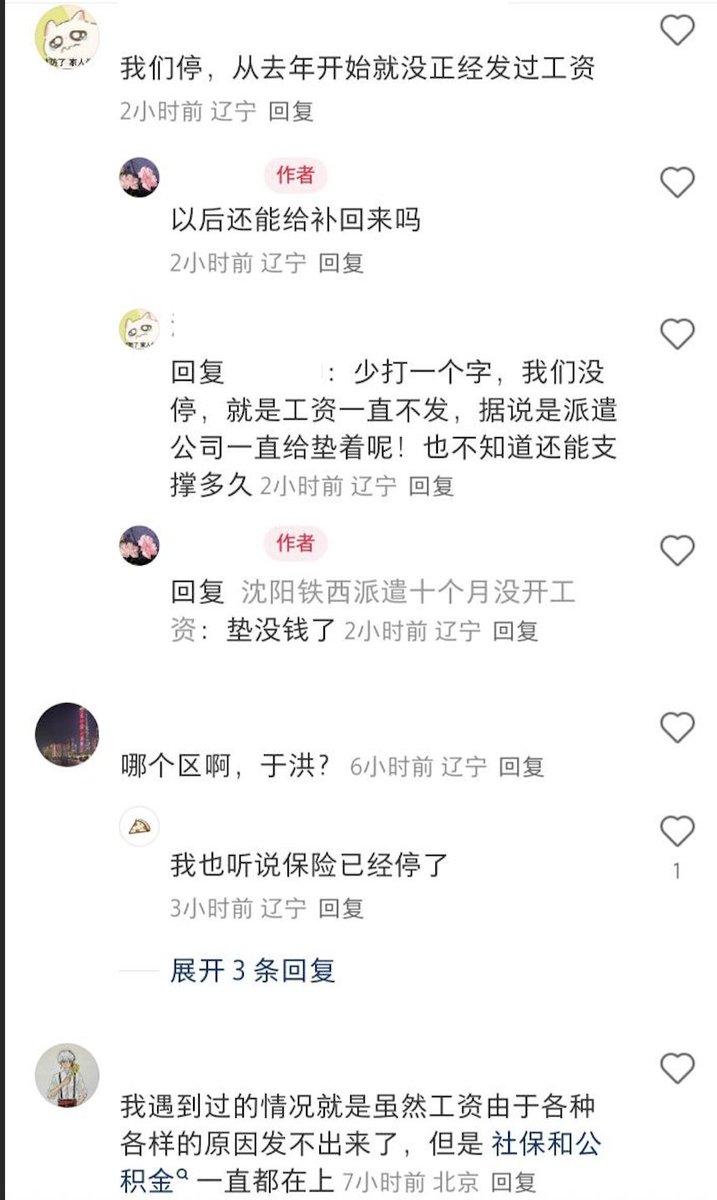 我们停，从去年开始就没正经发过工资
2小时前 辽宁 回复
作者
以后还能给补回来吗
2小时前 辽宁 回复
回复 ：少打一个字，我们没
停，就是工资一直不发，据说是派遣
公司一直给垫着呢！也不知道还能支
撑多久 2小时前 辽宁 回复
作者
回复 沈阳铁西派遣十个月没开工
资：垫没钱了 2小时前 辽宁 回复
哪个区啊，于洪？ 6小时前 辽宁 回复
我也听说保险已经停了
1
3小时前 辽宁 回复
展开 3 条回复
我遇到过的情况就是虽然工资由于各种
各样的原因发不出来了，但是 社保和公
积金 一直都在上 7小时前 北京 回复